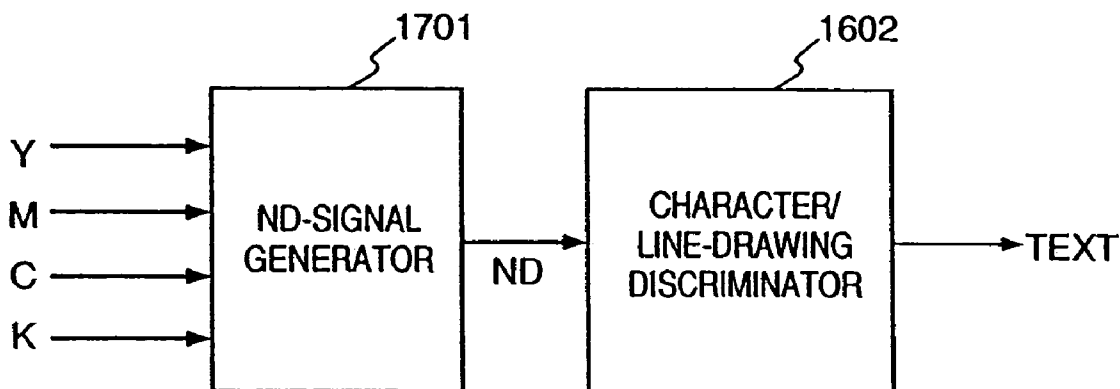 1701
1602
Y
M
C
K
ND-SIGNAL
GENERATOR
ND
CHARACTER/
LINE-DRAWING
DISCRIMINATOR
TEXT